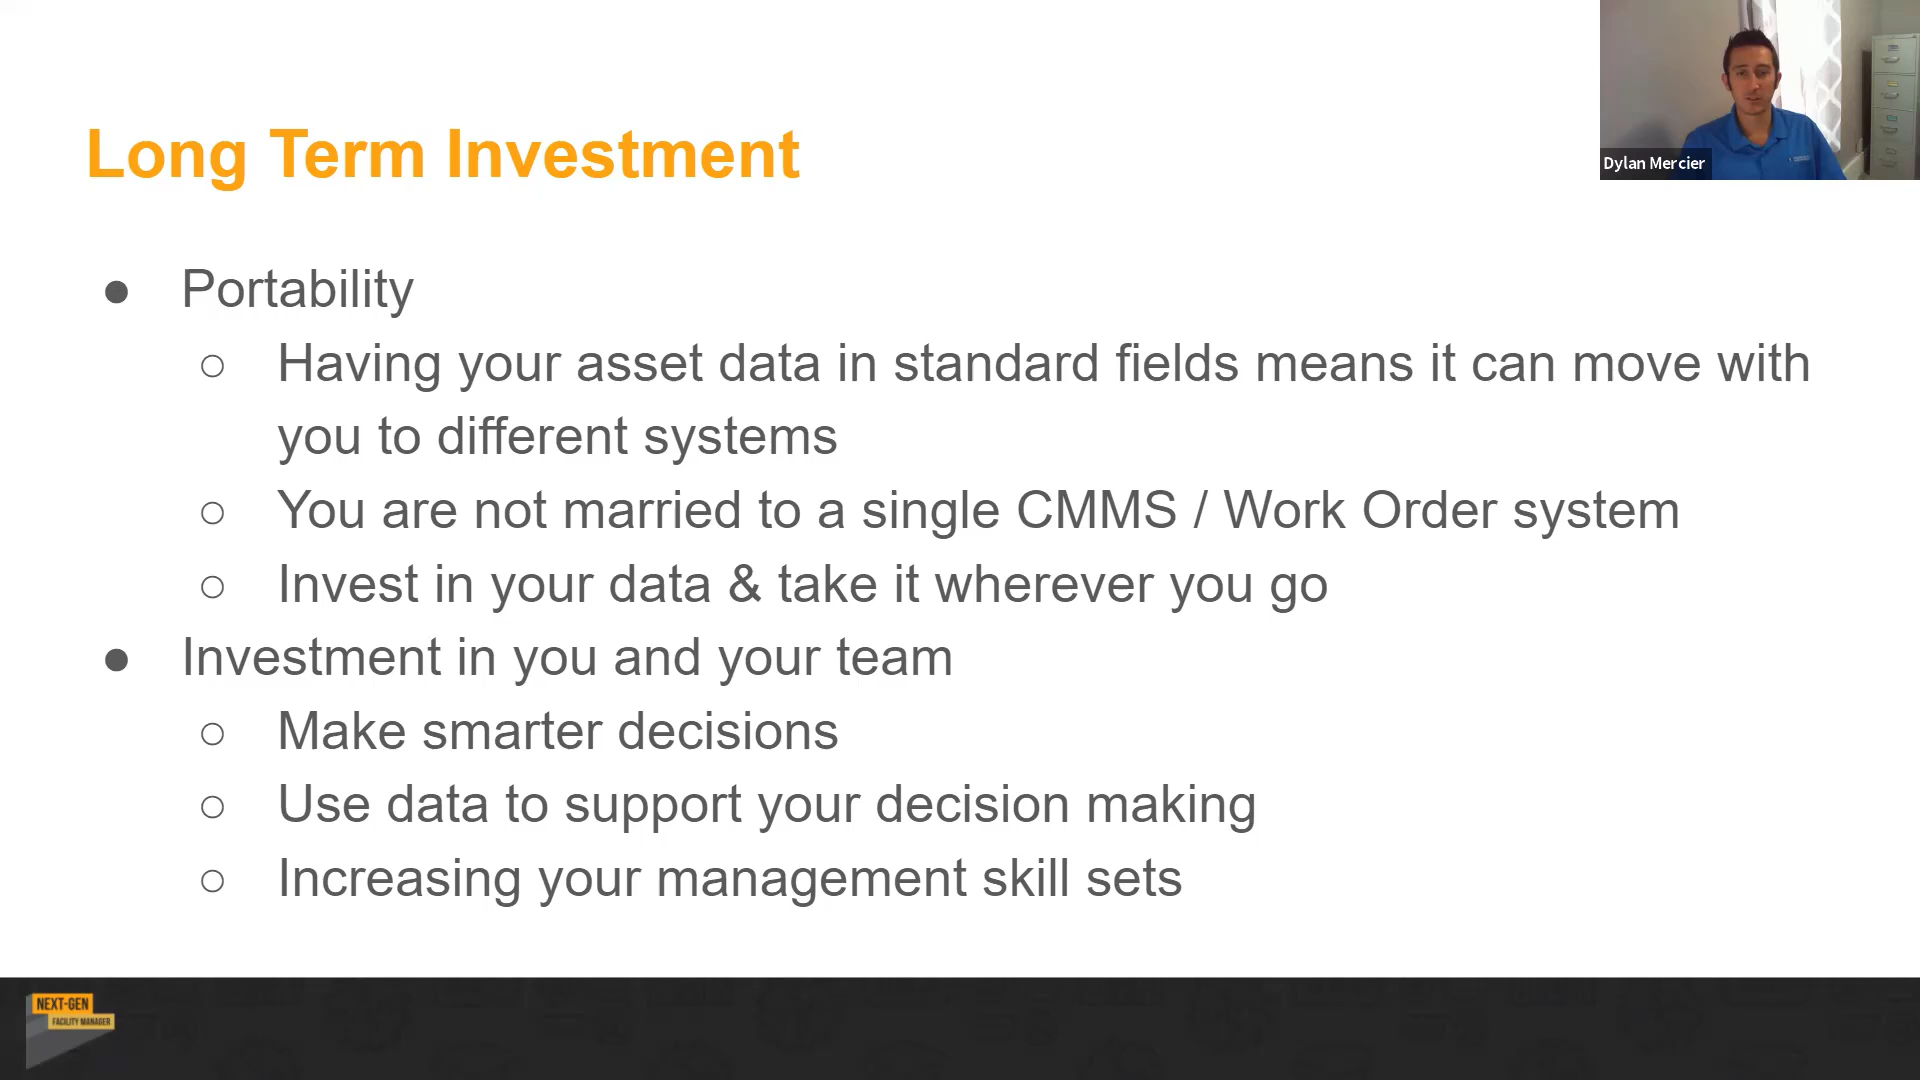 Long Term Investment
Dylan Mercier
● Portability
○ Having your asset data in standard fields means it can move with
you to different systems
○ You are not married to a single CMMS / Work Order system
○ Invest in your data & take it wherever you go
● Investment in you and your team
○ Make smarter decisions
○ Use data to support your decision making
○ Increasing your management skill sets
NEXT-GEN
FACILITY MANAGER